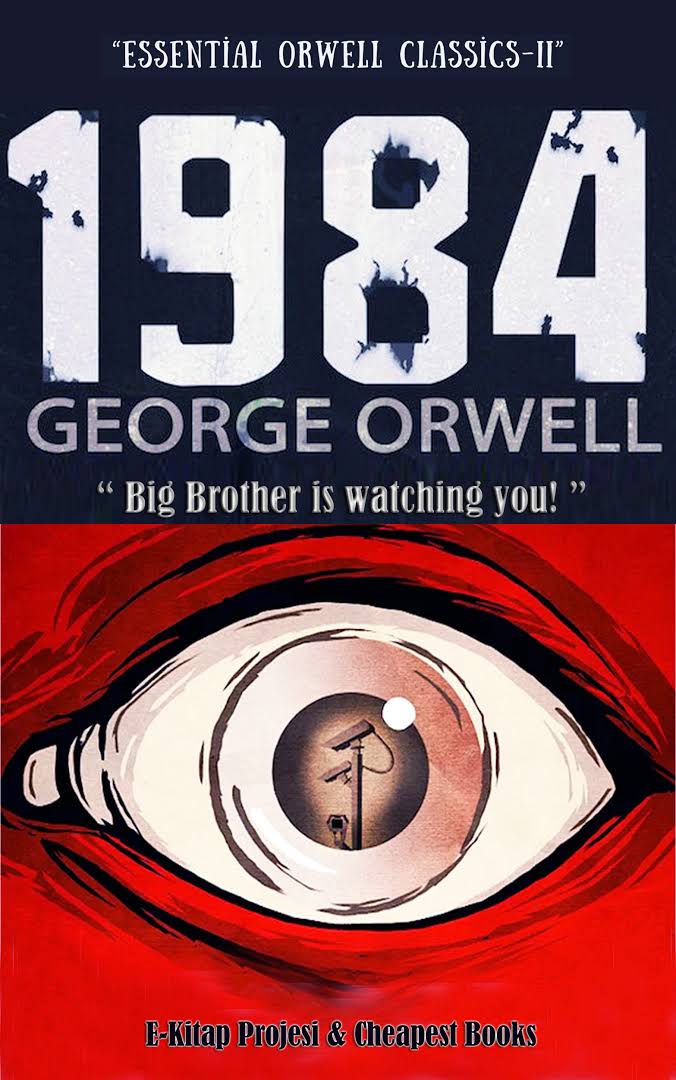 “ESSENTİAL ORWELL CLASSİCS-II”
1984
GEORGE ORWELL
“ Big Brother is watching you! ”
E-Kitap Projesi & Cheapest Books